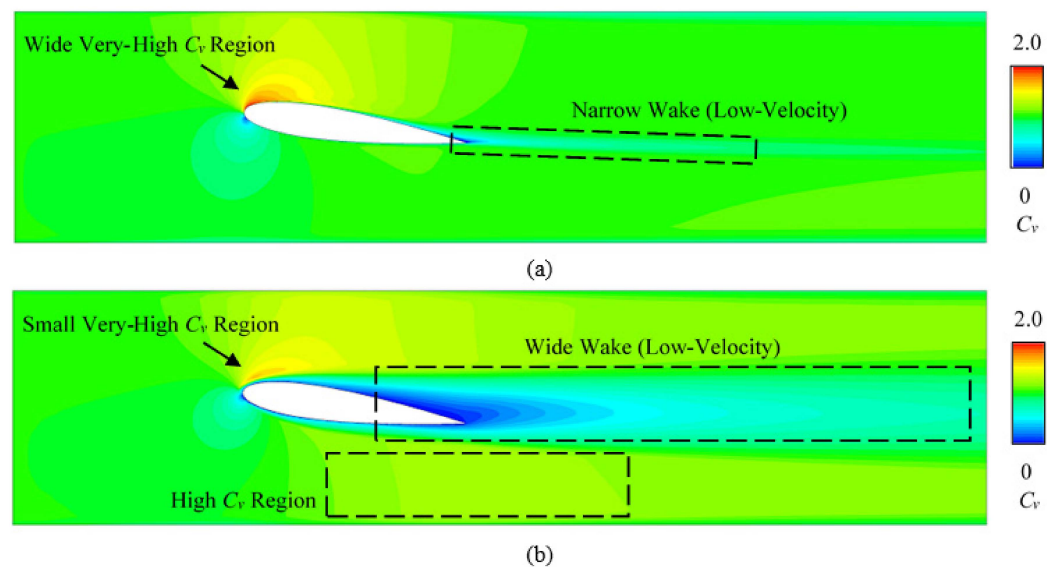 Wide Very-High Cv Region
Narrow Wake (Low-Velocity)
2.0
0
Cv
(a)
Small Very-High Cv Region
Wide Wake (Low-Velocity)
High Cv Region
2.0
0
Cv
(b)